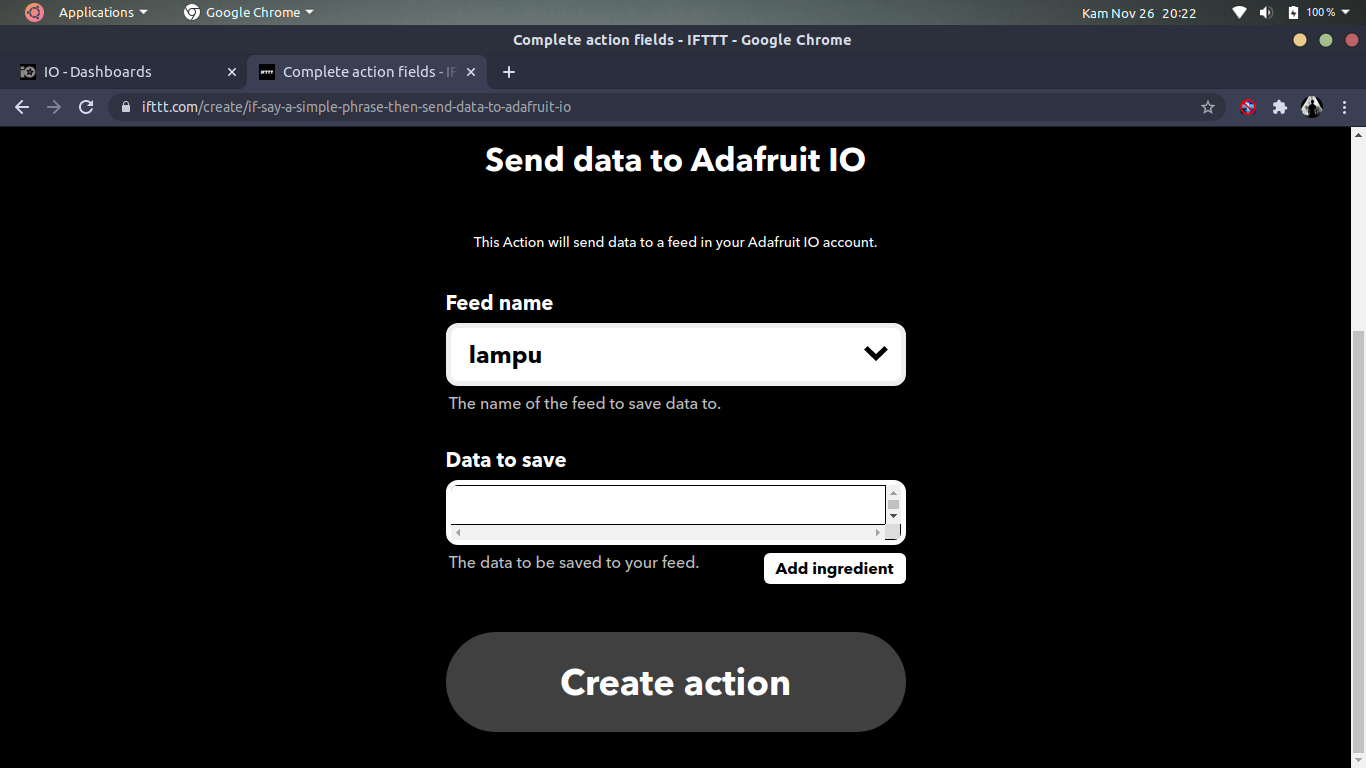 Applications
Google Chrome
Kam Nov 26 20:22
100 %
Complete action fields - IFTTT - Google Chrome
IO - Dashboards
IFTTT
Complete action fields - IF
ifttt.com/create/if-say-a-simple-phrase-then-send-data-to-adafruit-io
Send data to Adafruit IO
This Action will send data to a feed in your Adafruit IO account.
Feed name
lampu
The name of the feed to save data to.
Data to save
The data to be saved to your feed.
Add ingredient
Create action